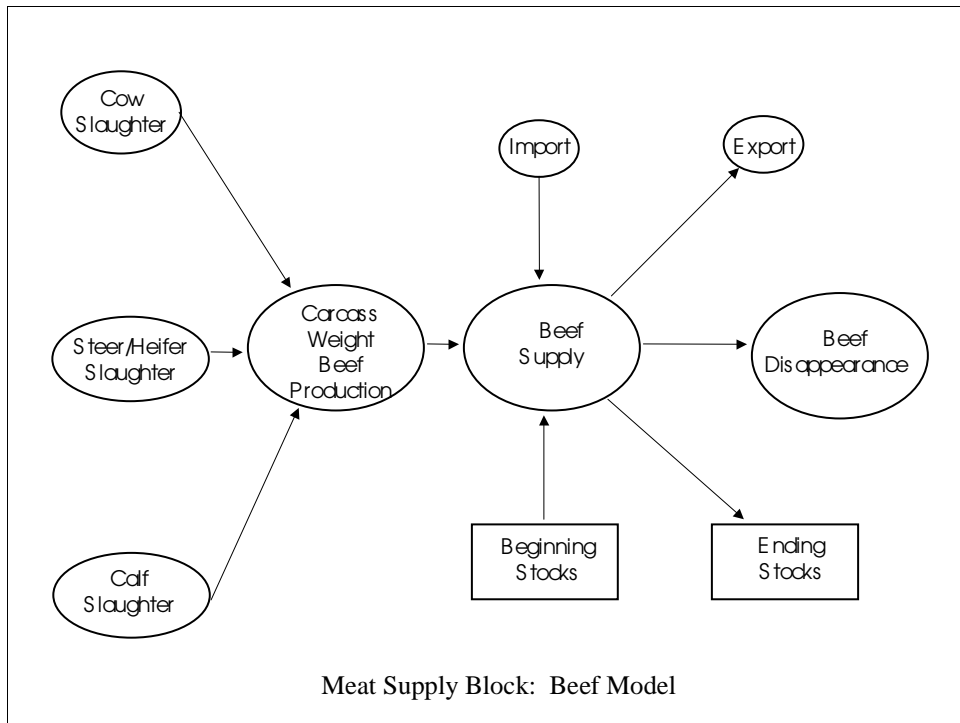 Cow
Slaughter
Import
Export
Steer/Heifer
Slaughter
Carcass
Weight
Beef
Production
Beef
Supply
Beef
Disappearance
Calf
Slaughter
Beginning
Stocks
Ending
Stocks
Meat Supply Block: Beef Model